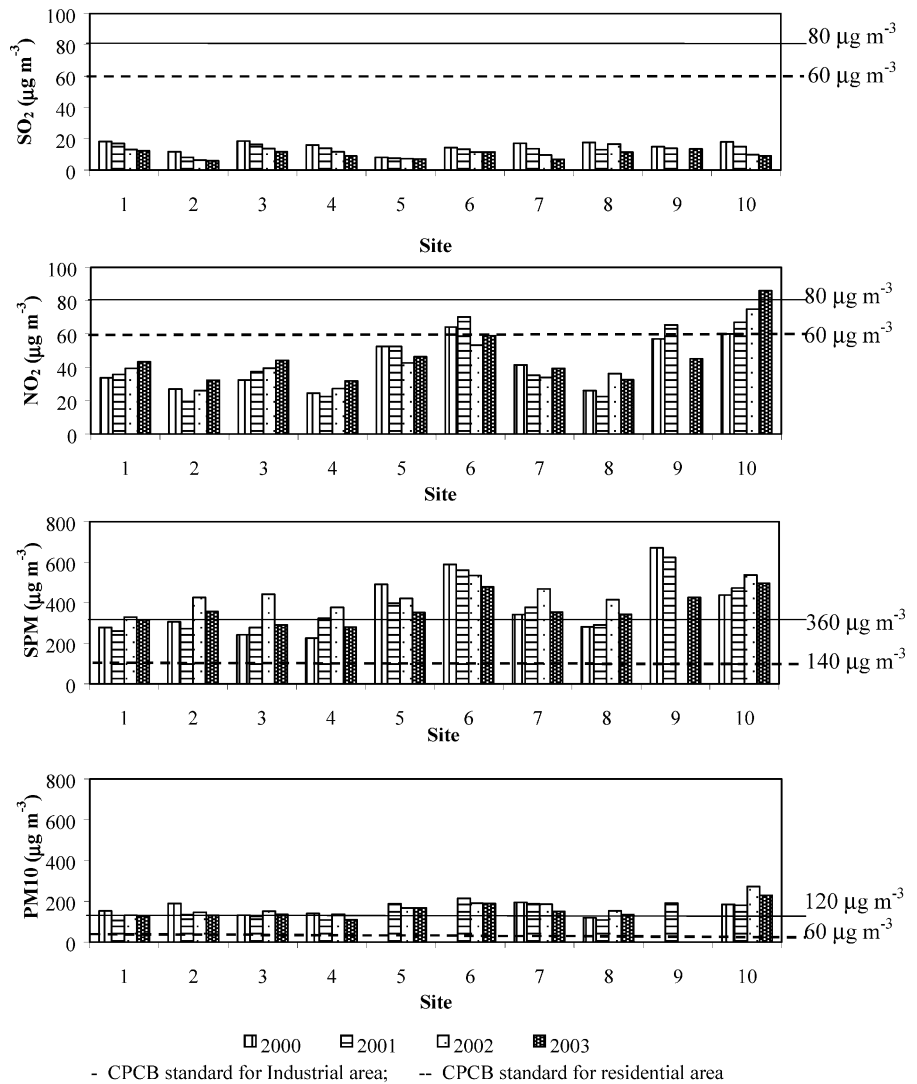 100
80
60
40
20
0
SO2 (µg m-3)
80 µg m-3
60 µg m-3
1 2 3 4 5 6 7 8 9 10
Site
100
80
60
40
20
0
NO2 (µg m-3)
80 µg m-3
60 µg m-3
1 2 3 4 5 6 7 8 9 10
Site
800
600
400
200
0
SPM (µg m-3)
360 µg m-3
140 µg m-3
1 2 3 4 5 6 7 8 9 10
Site
800
600
400
200
0
PM10 (µg m-3)
120 µg m-3
60 µg m-3
1 2 3 4 5 6 7 8 9 10
Site
2000 2001 2002 2003
- CPCB standard for Industrial area; -- CPCB standard for residential area